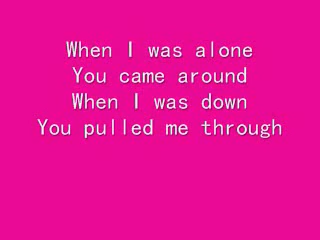 When I was alone
You came around
When I was down
You pulled me through